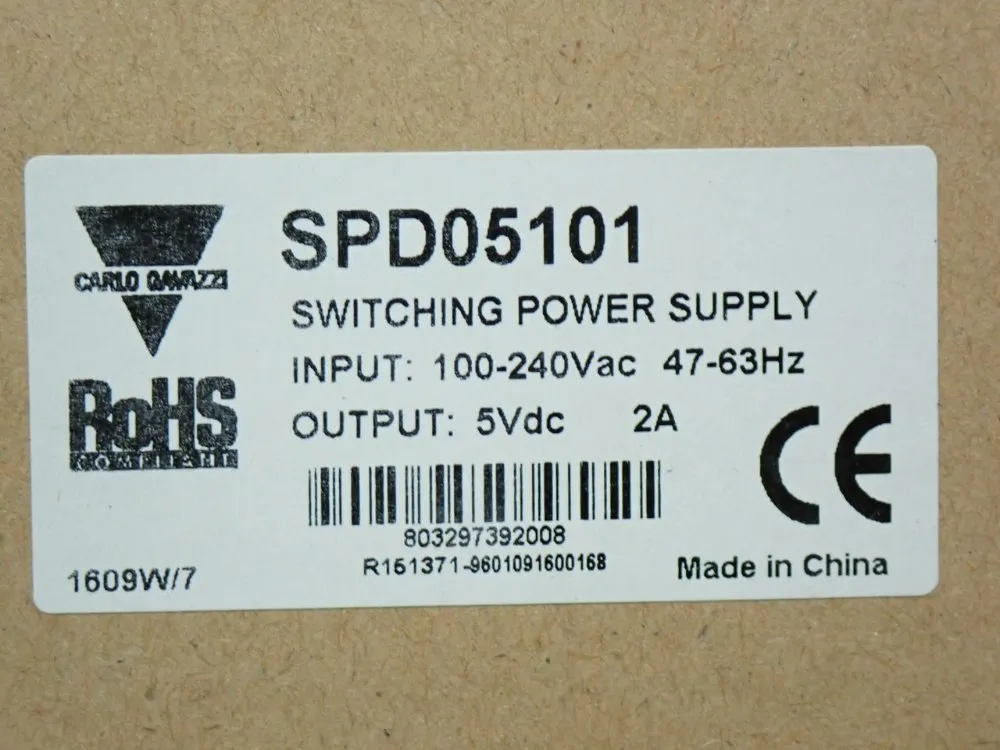 CARLO GAVAZZI
RoHS
COMPLIANT
SPD05101
SWITCHING POWER SUPPLY
INPUT: 100-240Vac 47-63Hz
OUTPUT: 5Vdc 2A
CE
803297392008
R151371-9601091600168
1609W/7
Made in China